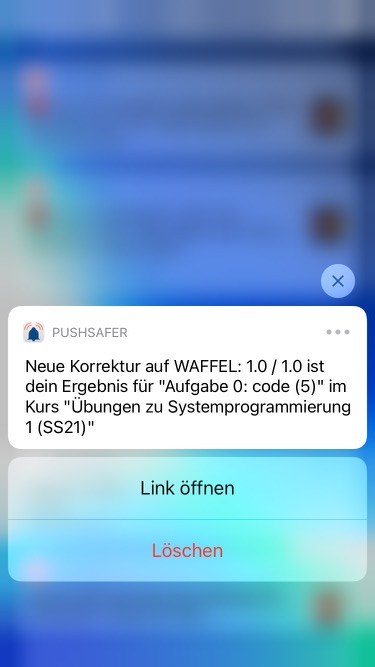 PUSHSAFER
Neue Korrektur auf WAFFEL: 1.0 / 1.0 ist
dein Ergebnis für "Aufgabe 0: code (5)" im
Kurs "Übungen zu Systemprogrammierung
1 (SS21)"
Link öffnen
Löschen